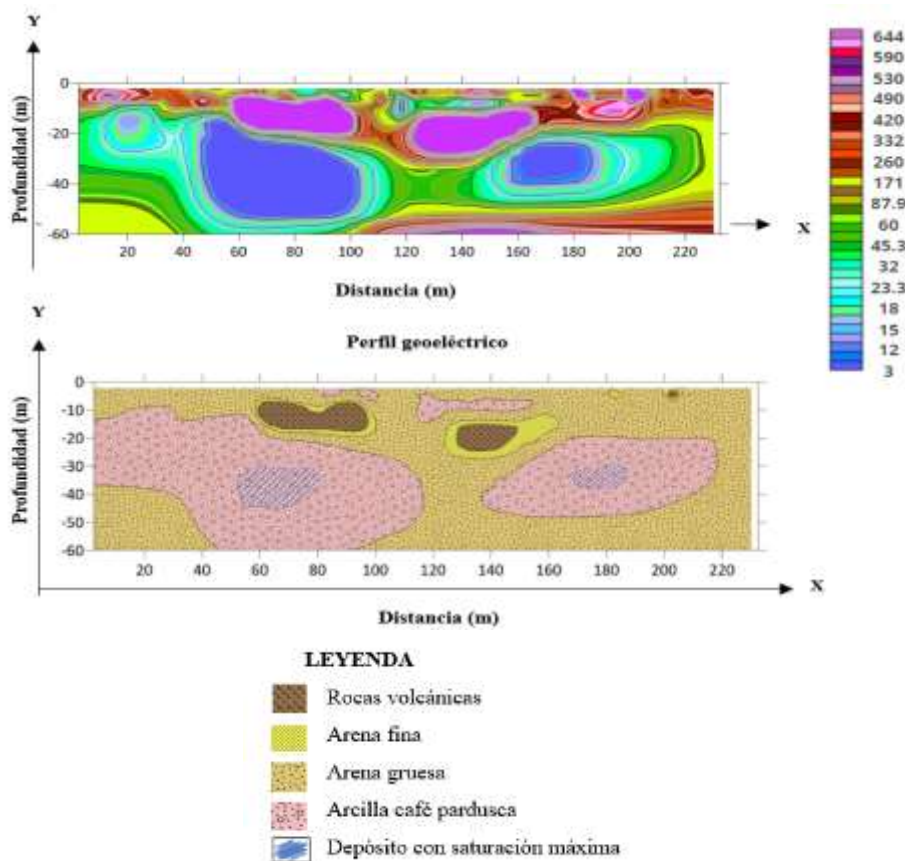 Y
0
-20
-40
-60
Profundidad (m)
20 40 60 80 100 120 140 160 180 200 220
X
Distancia (m)
644
590
530
490
420
332
260
171
87.9
60
45.3
32
23.3
18
15
12
3
Y
Perfil geoeléctrico
0
-10
-20
-30
-40
-50
-60
Profundidad (m)
20 40 60 80 100 120 140 160 180 200 220
X
Distancia (m)
LEYENDA
Rocas volcánicas
Arena fina
Arena gruesa
Arcilla café pardusca
Depósito con saturación máxima